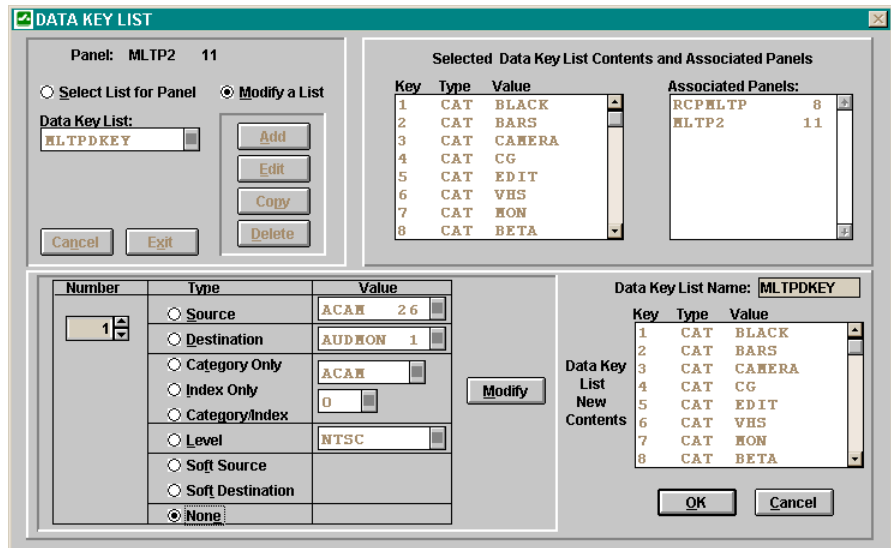 DATA KEY LIST
Panel: MLTP2 11
Select List for Panel Modify a List
Data Key List:
MLTPDKEY
Add
Edit
Copy
Delete
Cancel Exit
Selected Data Key List Contents and Associated Panels
Key Type Value
1 CAT BLACK
2 CAT BARS
3 CAT CAMERA
4 CAT CG
5 CAT EDIT
6 CAT VHS
7 CAT MON
8 CAT BETA
Associated Panels:
RCPMLTP 8
MLTP2 11
Number Type Value
1
Source ACAM 26
Destination AUDMON 1
Category Only ACAM
Index Only 0
Category/Index
Level NTSC
Soft Source
Soft Destination
None
Modify
Data Key List Name: MLTPDKEY
Data Key
List
New
Contents
Key Type Value
1 CAT BLACK
2 CAT BARS
3 CAT CAMERA
4 CAT CG
5 CAT EDIT
6 CAT VHS
7 CAT MON
8 CAT BETA
OK Cancel